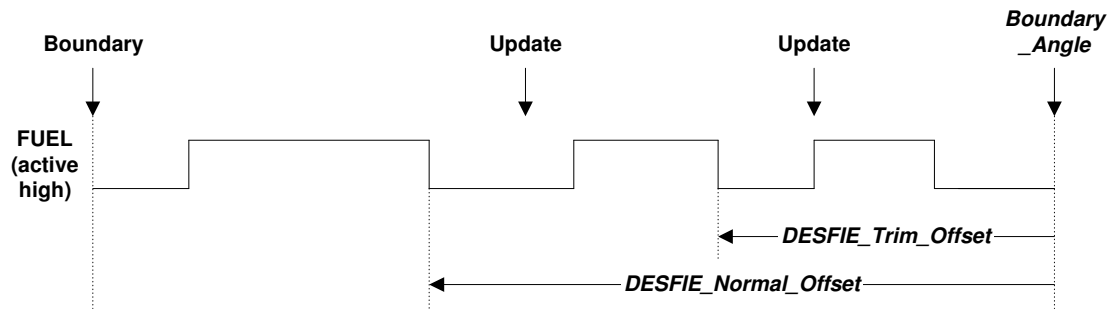 Boundary
Update
Update
Boundary
_Angle
FUEL
(active
high)
DESFIE_Trim_Offset
DESFIE_Normal_Offset